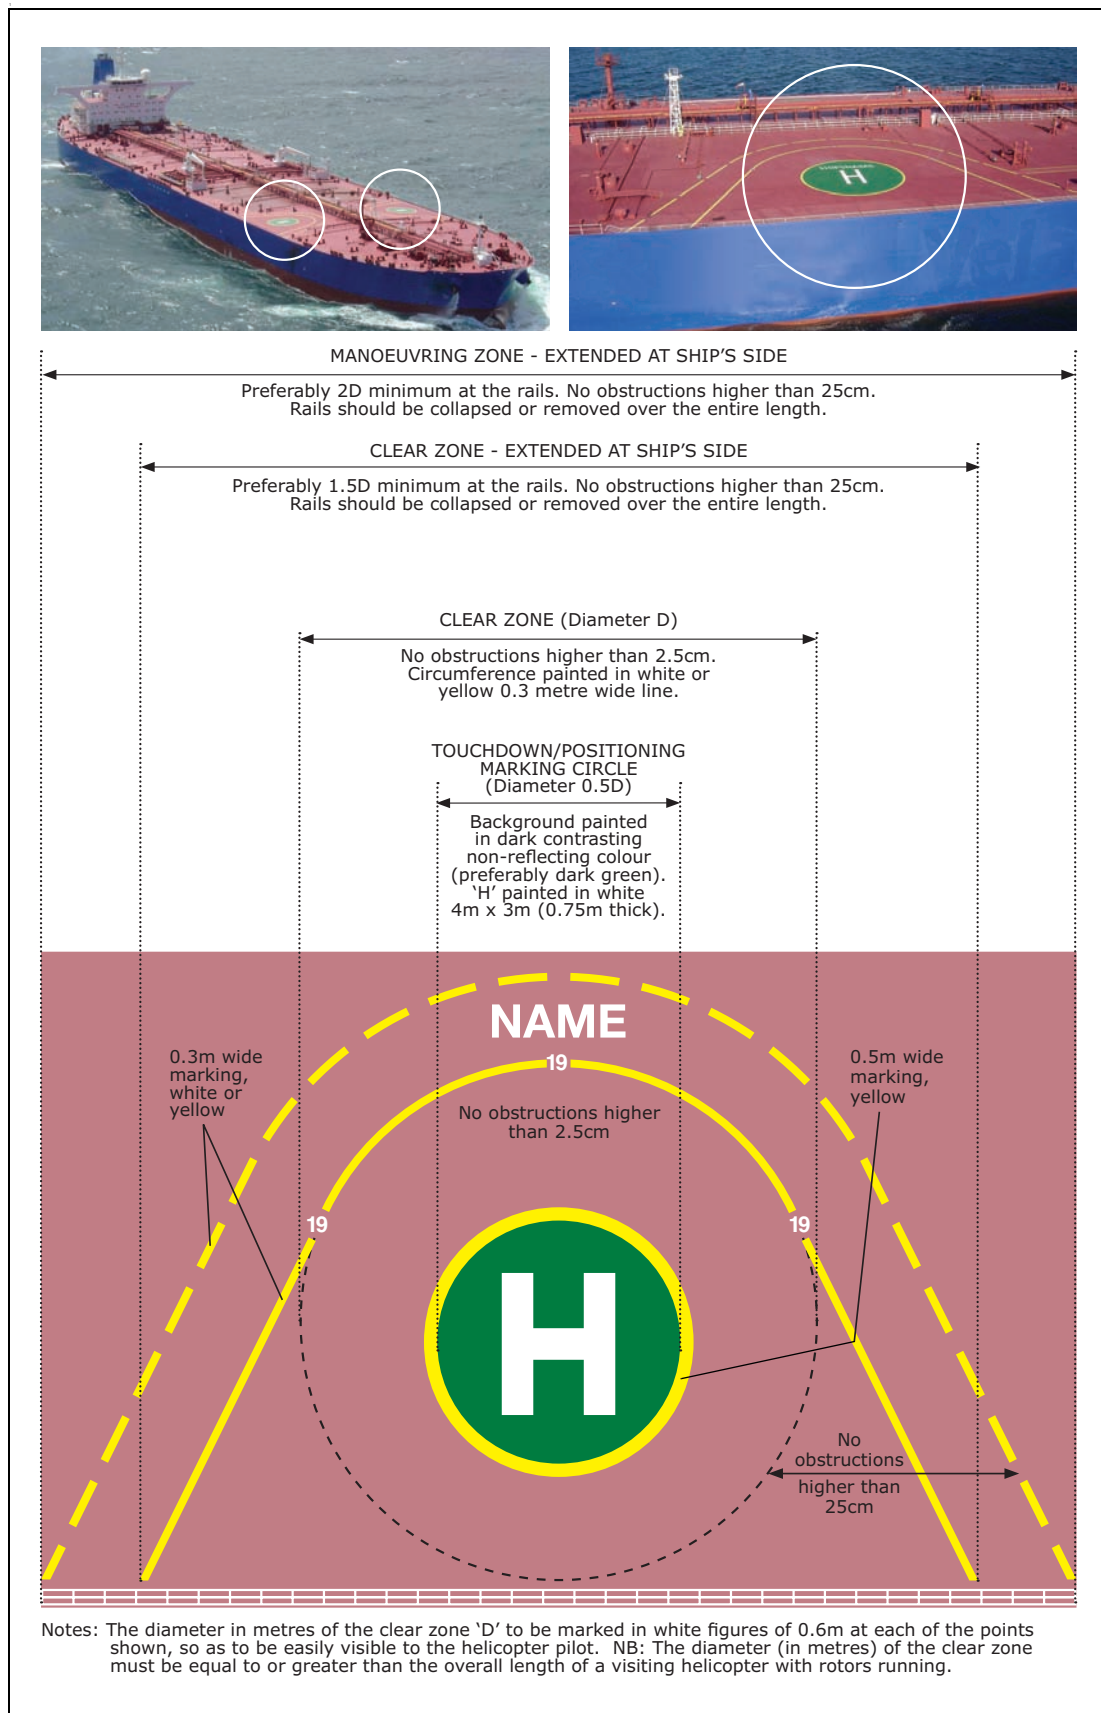 H
MANOEUVRING ZONE - EXTENDED AT SHIP'S SIDE
Preferably 2D minimum at the rails. No obstructions higher than 25cm.
Rails should be collapsed or removed over the entire length.
CLEAR ZONE - EXTENDED AT SHIP'S SIDE
Preferably 1.5D minimum at the rails. No obstructions higher than 25cm.
Rails should be collapsed or removed over the entire length.
CLEAR ZONE (Diameter D)
No obstructions higher than 2.5cm.
Circumference painted in white or
yellow 0.3 metre wide line.
TOUCHDOWN/POSITIONING
MARKING CIRCLE
(Diameter 0.5D)
Background painted
in dark contrasting
non-reflecting colour
(preferably dark green).
‘H’ painted in white
4m x 3m (0.75m thick).
NAME
19
0.3m wide
marking,
white or
yellow
0.5m wide
marking,
yellow
No obstructions higher
than 2.5cm
19
19
H
No
obstructions
higher than
25cm
Notes: The diameter in metres of the clear zone ‘D’ to be marked in white figures of 0.6m at each of the points
shown, so as to be easily visible to the helicopter pilot.  NB: The diameter (in metres) of the clear zone
must be equal to or greater than the overall length of a visiting helicopter with rotors running.